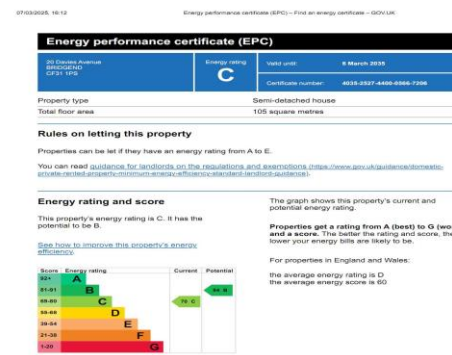 07/03/2025, 16:12
Energy performance certificate (EPC) – Find an energy certificate – GOV.UK
Energy performance certificate (EPC)
20 Davies Avenue
BRIDGEND
CF31 1PS
Energy rating
C
Valid until:
6 March 2035
Certificate number:
4035-2527-4400-0566-7206
Property type
Semi-detached house
Total floor area
105 square metres
Rules on letting this property
Properties can be let if they have an energy rating from A to E.
You can read guidance for landlords on the regulations and exemptions (https://www.gov.uk/guidance/domestic-
private-rented-property-minimum-energy-efficiency-standard-landlord-guidance).
Energy rating and score
This property's energy rating is C. It has the
potential to be B.
See how to improve this property's energy
efficiency.
Score Energy rating Current Potential
92+ A
81-91 B
69-80 C
55-68 D
39-54 E
21-38 F
1-20 G
C
B
The graph shows this property's current and
potential energy rating.
Properties get a rating from A (best) to G (wo
and a score. The better the rating and score, the
lower your energy bills are likely to be.
For properties in England and Wales:
the average energy rating is D
the average energy score is 60